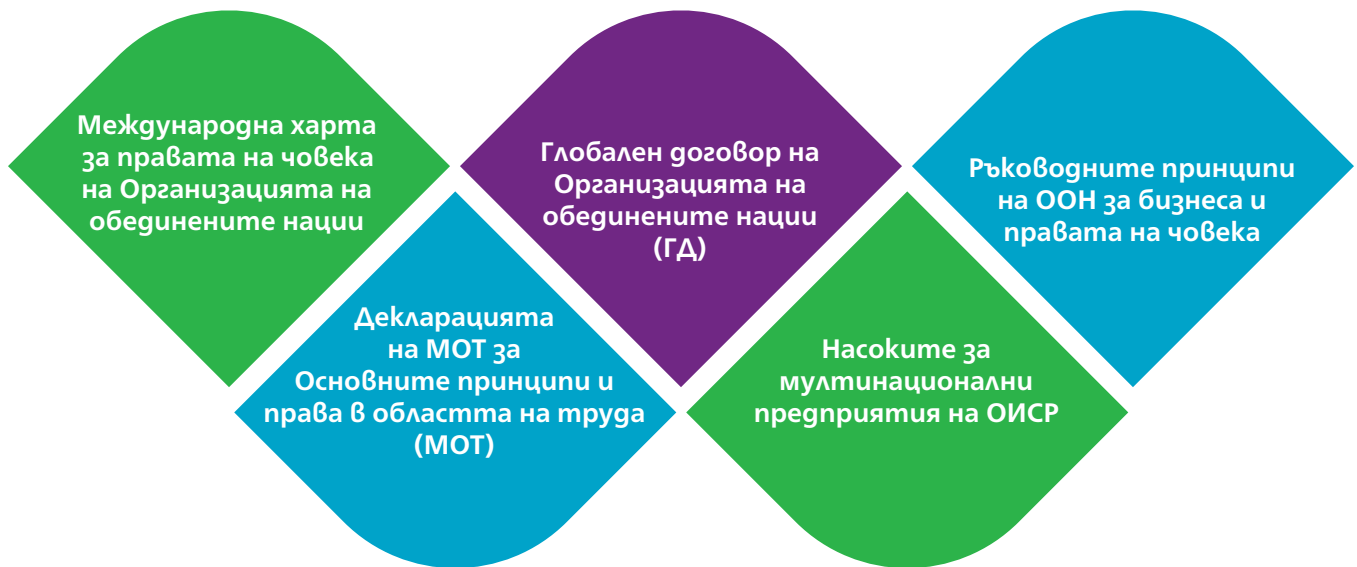 Международна харта
за правата на човека
на Организацията на
обединените нации
Декларацията
на МОТ за
Основните принципи и
права в областта на труда
(МОТ)
Глобален договор на
Организацията на
обединените нации
(ГД)
Насоките за
мултинационални
предприятия на ОИСР
Ръководните принципи
на ООН за бизнеса и
правата на човека